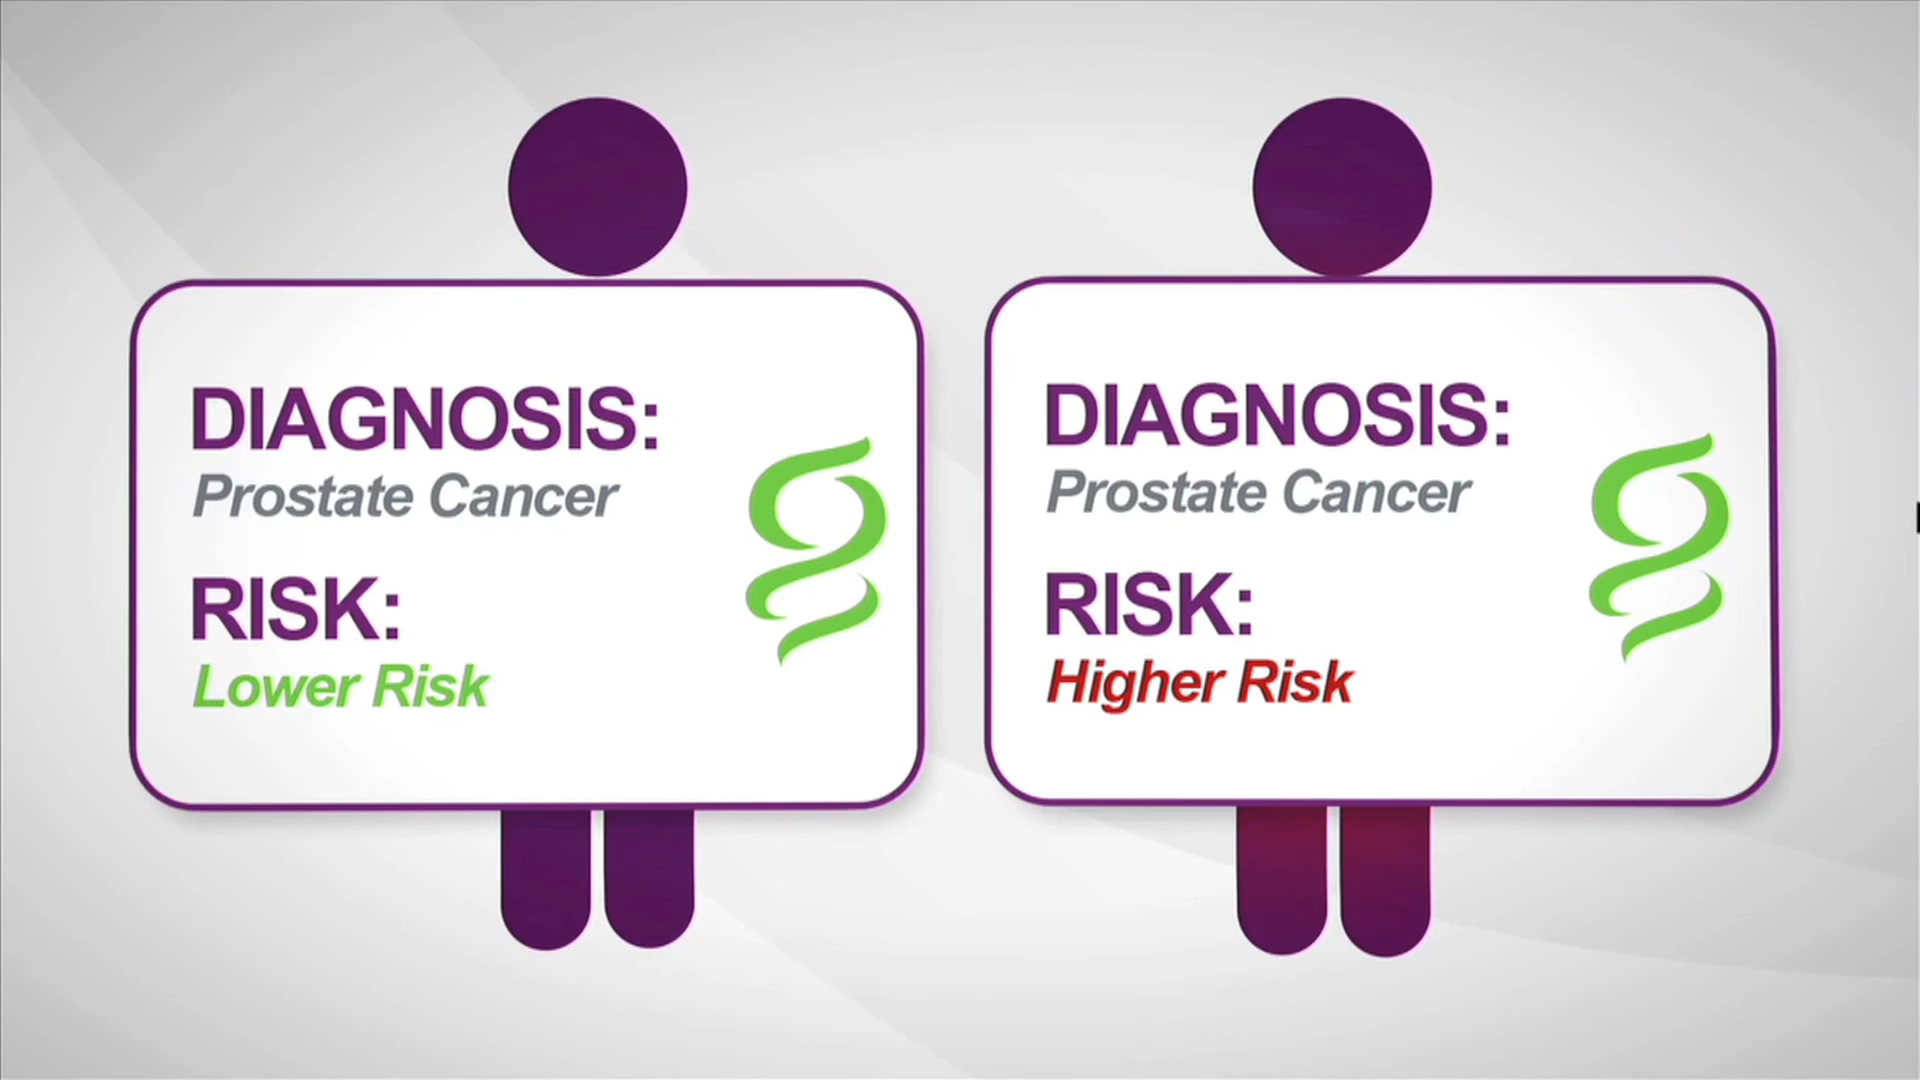 DIAGNOSIS:
Prostate Cancer
RISK:
Lower Risk
DIAGNOSIS:
Prostate Cancer
RISK:
Higher Risk